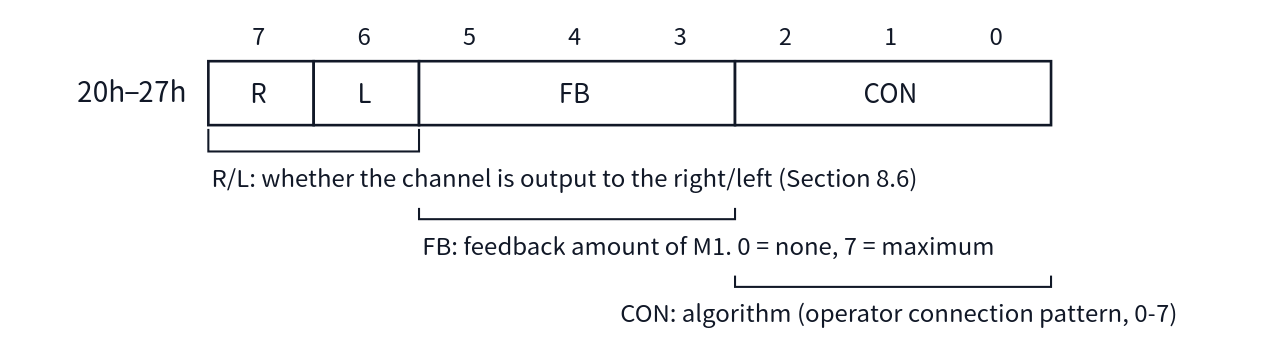 7 6 5 4 3 2 1 0
20h–27h R L FB CON
R/L: whether the channel is output to the right/left (Section 8.6)
FB: feedback amount of M1. 0 = none, 7 = maximum
CON: algorithm (operator connection pattern, 0-7)